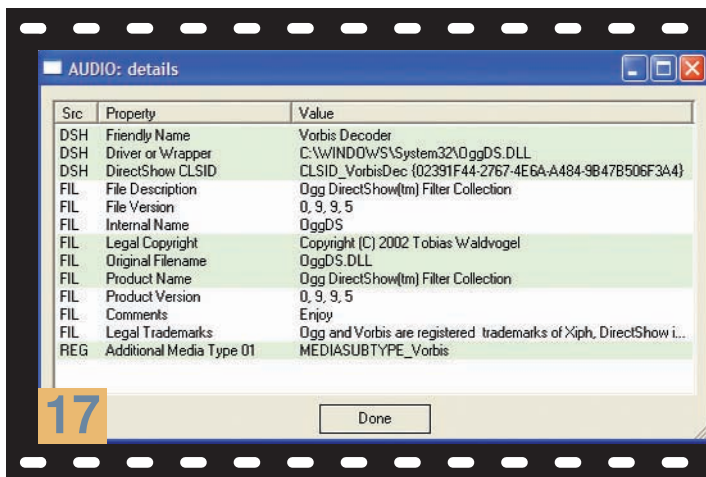 AUDIO: details
Src Property Value
DSH Friendly Name Vorbis Decoder
DSH Driver or Wrapper C:\WINDOWS\System32\OggDS.DLL
DSH DirectShow CLSID CLSID_VorbisDec {02391F44-2767-4E6A-A484-9B47B506F3A4}
FIL File Description Ogg DirectShow(tm) Filter Collection
FIL File Version 0, 9, 9, 5
FIL Internal Name OggDS
FIL Legal Copyright Copyright (C) 2002 Tobias Waldvogel
FIL Original Filename OggDS.DLL
FIL Product Name Ogg DirectShow(tm) Filter Collection
FIL Product Version 0, 9, 9, 5
FIL Comments Enjoy
FIL Legal Trademarks Ogg and Vorbis are registered trademarks of Xiph, DirectShow i...
REG Additional Media Type 01 MEDIASUBTYPE_Vorbis
17
Done